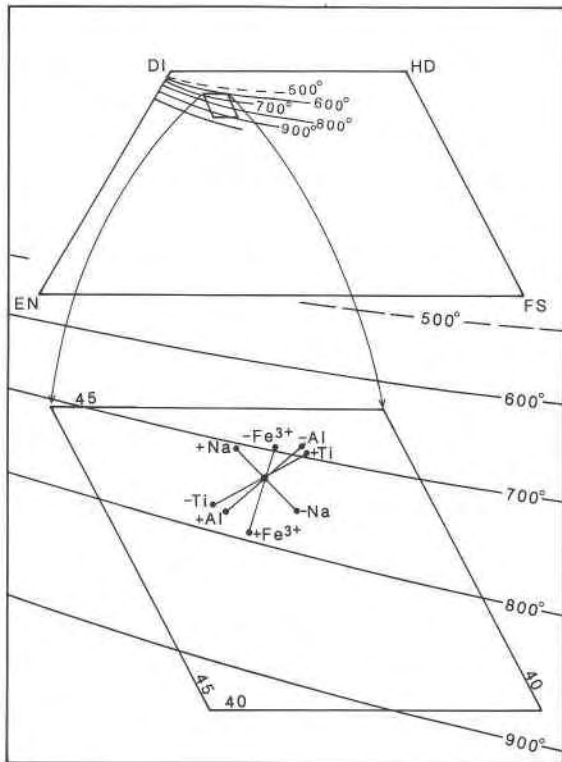 DI HD
500°
600°
700°
800°
900°
EN FS
500°
600°
45
-Fe³⁺ -Al
+Na +Ti
700°
-Ti
+Al -Na
+Fe³⁺
800°
45 40 40
900°